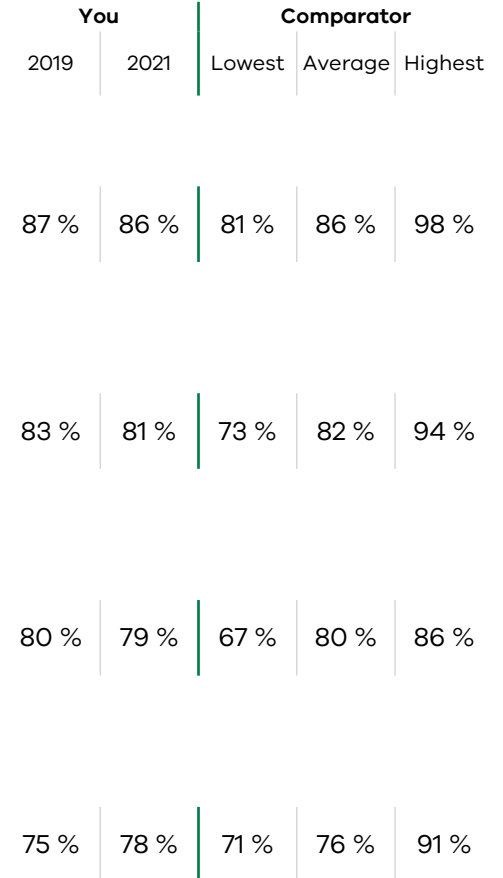 You Comparator
2019 2021 Lowest Average Highest
87 % 86 % 81 % 86 % 98 %
83 % 81 % 73 % 82 % 94 %
80 % 79 % 67 % 80 % 86 %
75 % 78 % 71 % 76 % 91 %